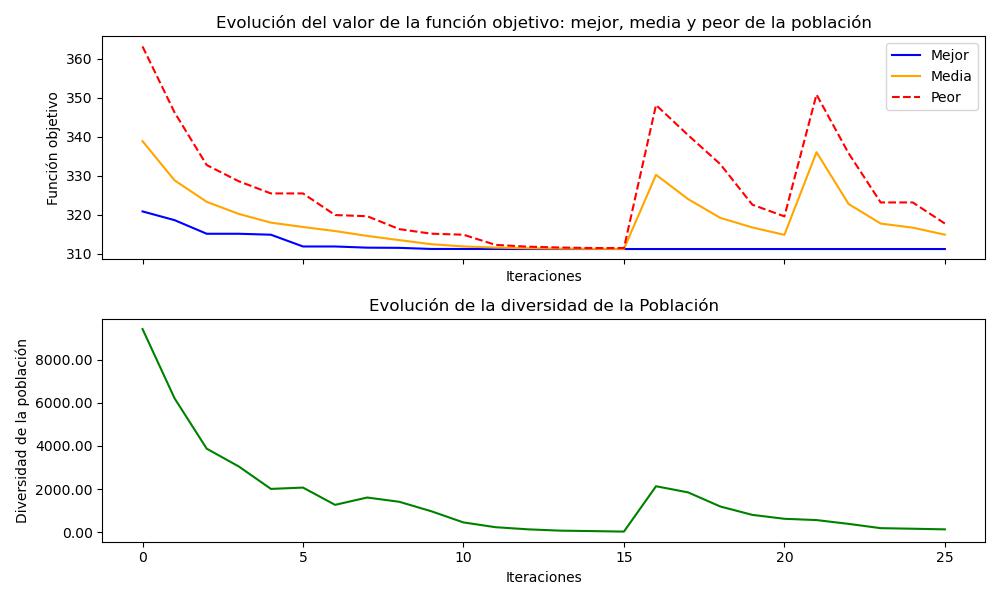 Evolución del valor de la función objetivo: mejor, media y peor de la población
Función objetivo
360
350
340
330
320
310
Mejor
Media
Peor
Iteraciones
Evolución de la diversidad de la Población
Diversidad de la población
8000.00
6000.00
4000.00
2000.00
0.00
0 5 10 15 20 25
Iteraciones